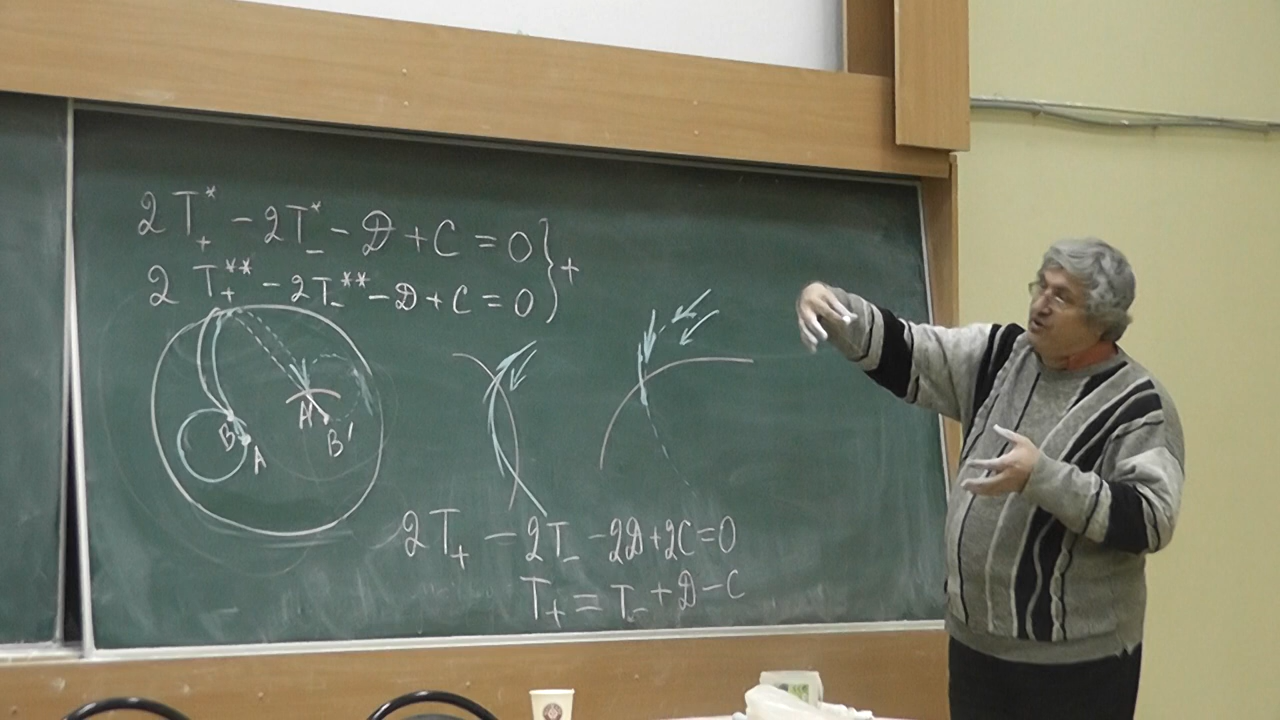 2T₊* − 2T₋* − D + C = 0 } +
2T₊** − 2T₋** − D + C = 0
B
A
A'
B'
2T₊ − 2T₋ − 2D + 2C = 0
T₊ = T₋ + D − C